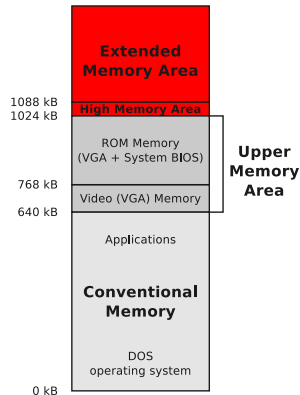 Extended
Memory Area
1088 kB
High Memory Area
1024 kB
ROM Memory
(VGA + System BIOS)
Upper
Memory
Area
768 kB
Video (VGA) Memory
640 kB
Applications
Conventional
Memory
DOS
operating system
0 kB